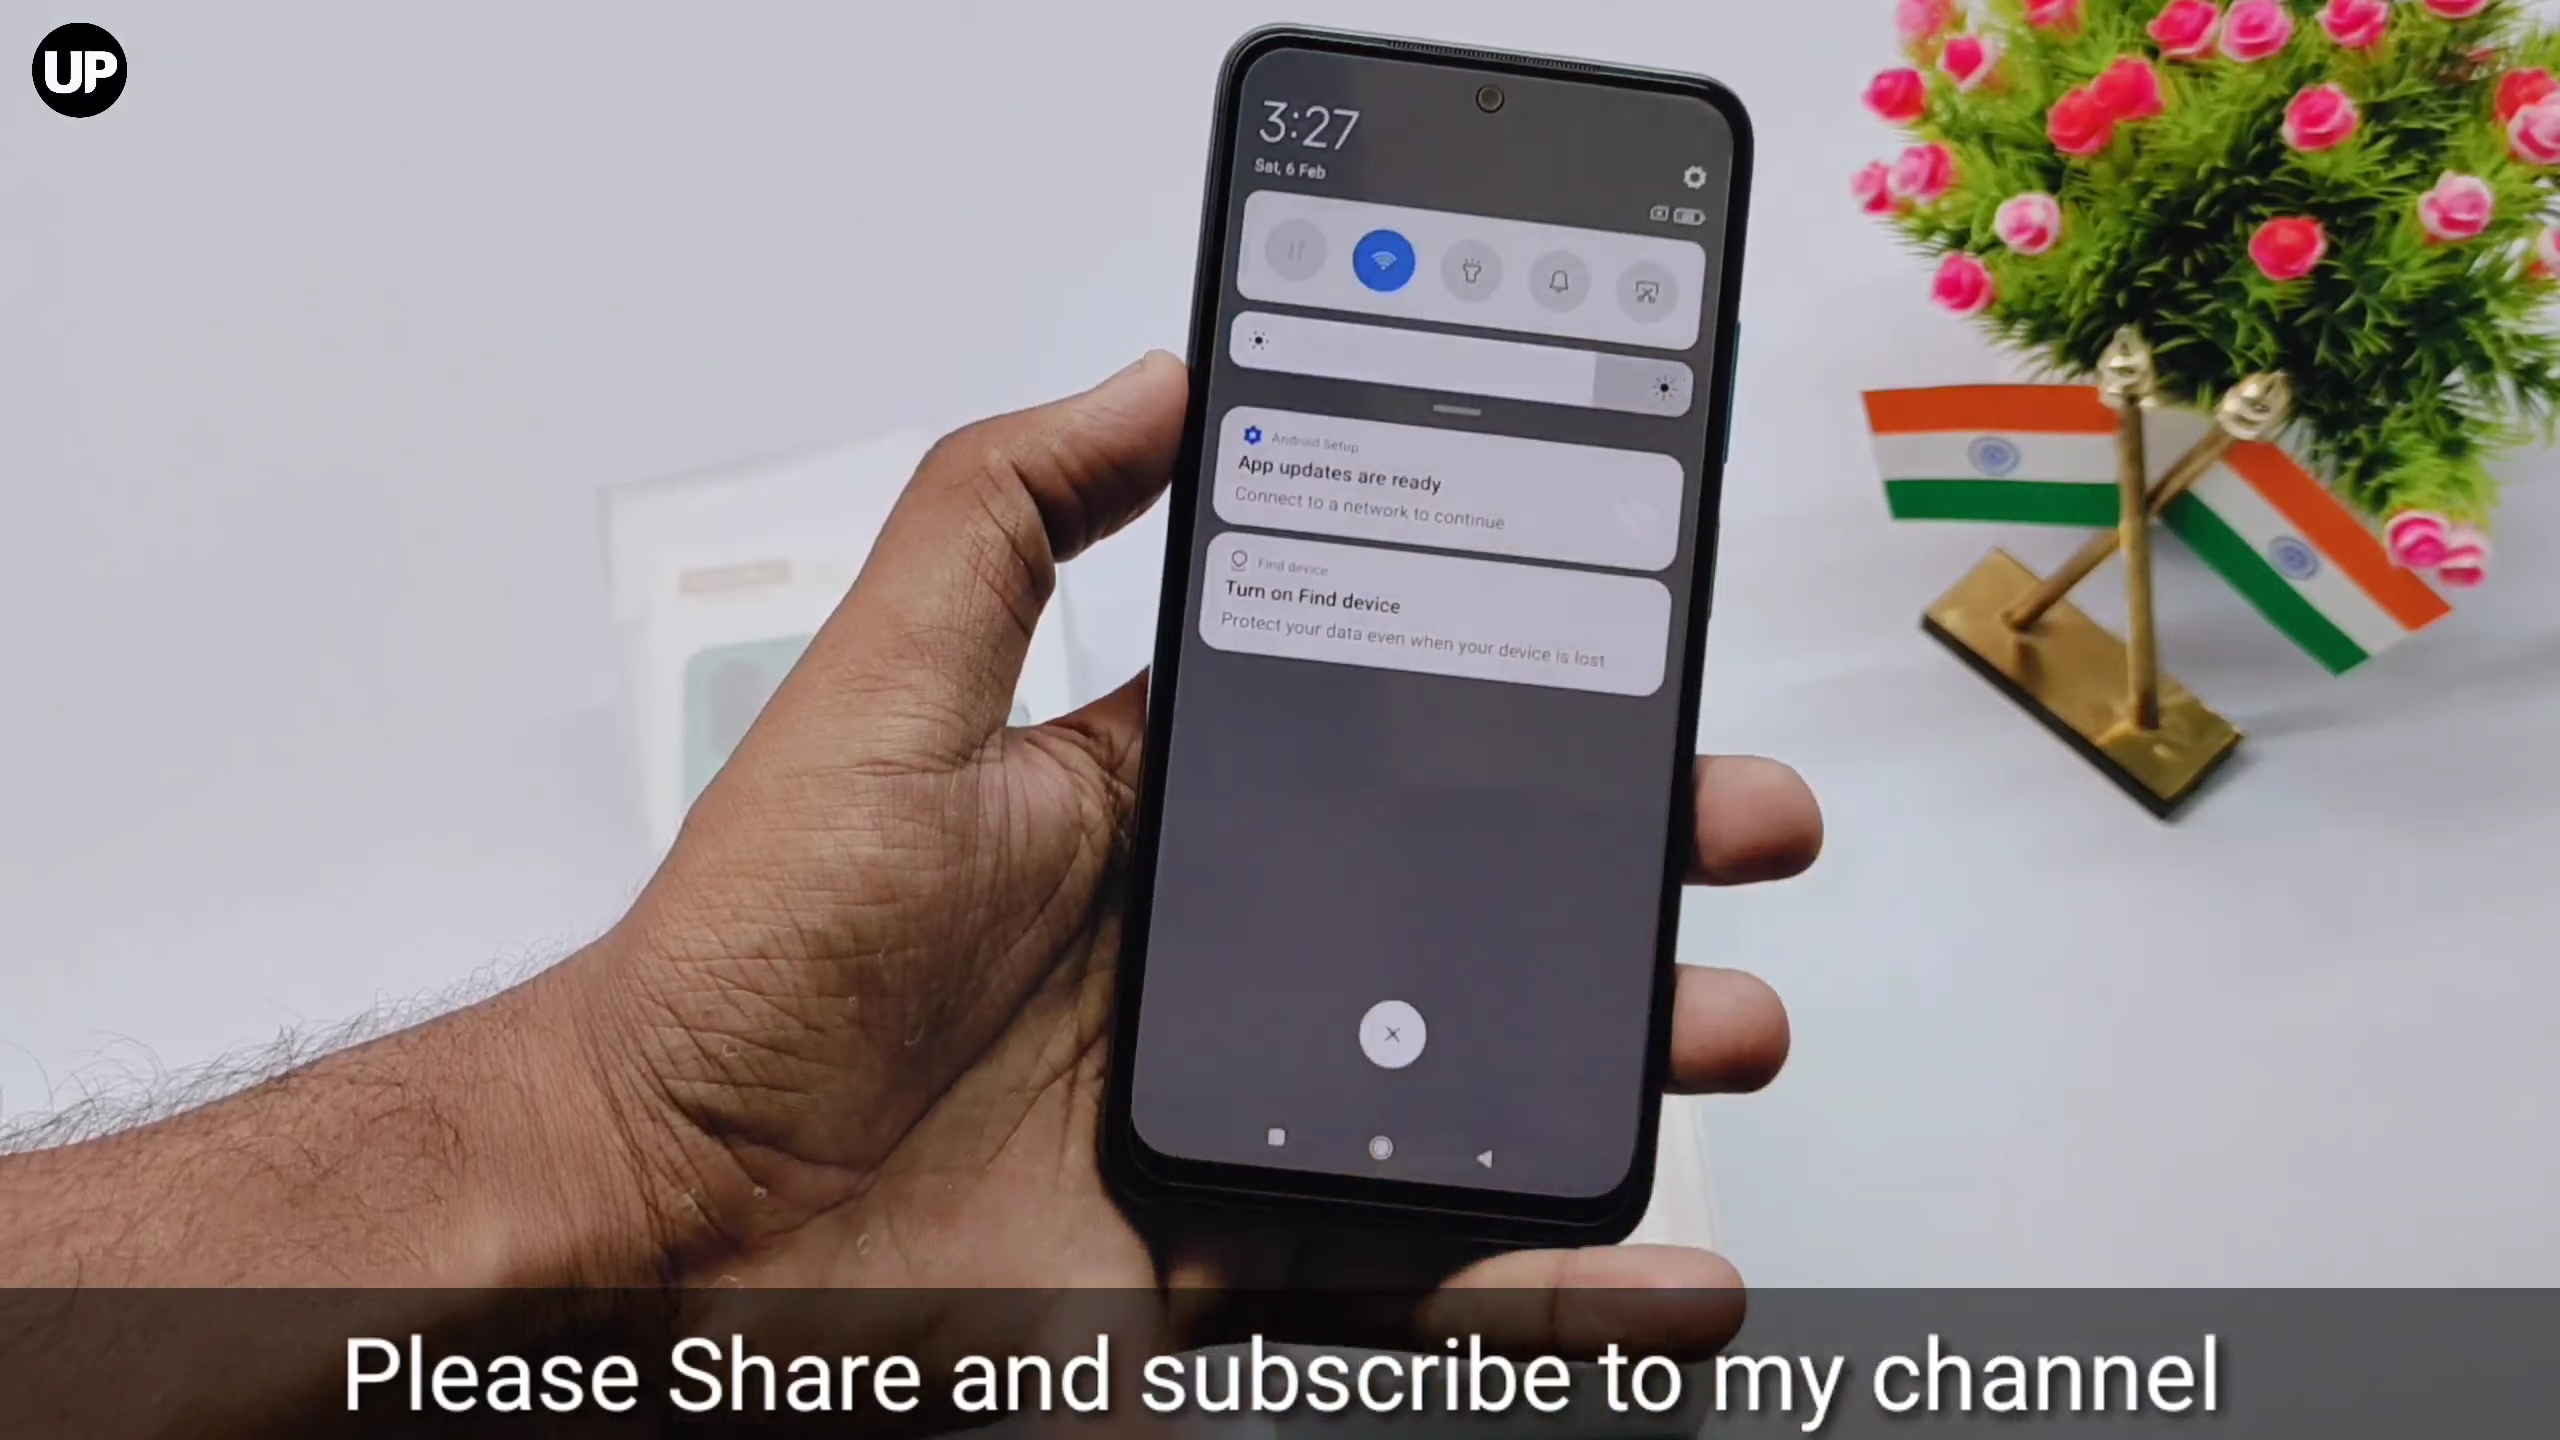 UP
3:27
Sat, 6 Feb
Android Setup
App updates are ready
Connect to a network to continue
Find device
Turn on Find device
Protect your data even when your device is lost
Please Share and subscribe to my channel